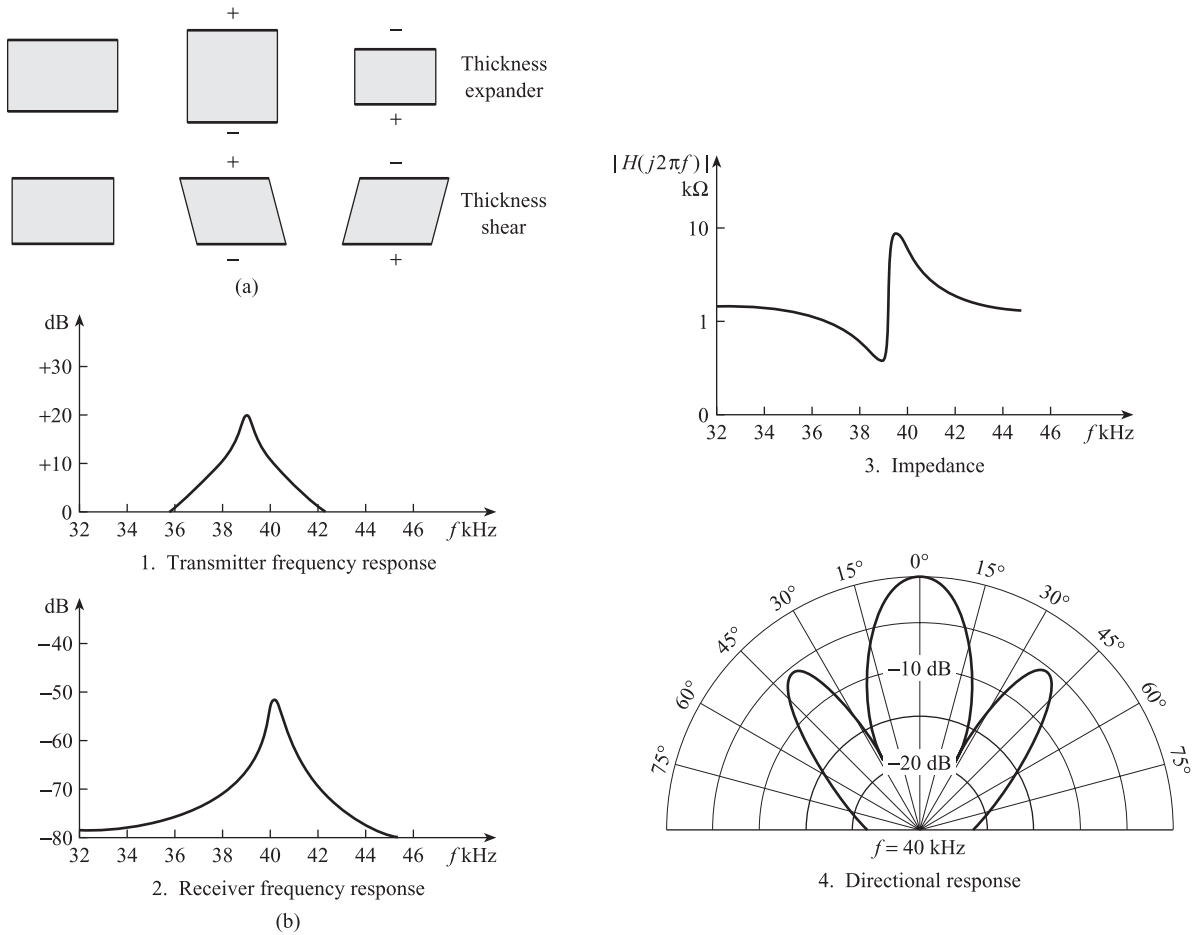 +
−
Thickness
expander
−
+
+
−
Thickness
shear
−
+
(a)
dB
+30
+20
+10
0
32 34 36 38 40 42 44 46 f kHz
1. Transmitter frequency response
dB
−40
−50
−60
−70
−80
32 34 36 38 40 42 44 46 f kHz
2. Receiver frequency response
(b)
|H(j2πf)|
kΩ
10
1
0
32 34 36 38 40 42 44 46 f kHz
3. Impedance
75° 60° 45° 30° 15° 0° 15° 30° 45° 60° 75°
−10 dB
−20 dB
f = 40 kHz
4. Directional response